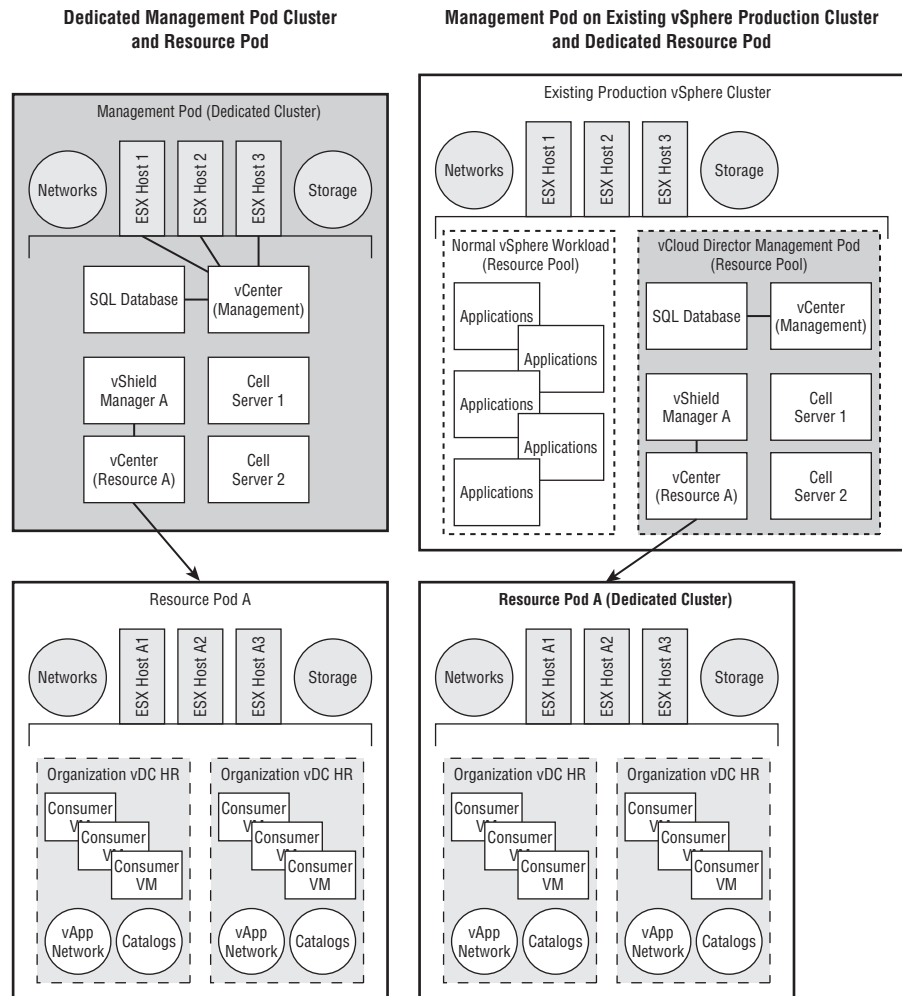 Dedicated Management Pod Cluster
and Resource Pod
Management Pod (Dedicated Cluster)
Networks
ESX Host 1
ESX Host 2
ESX Host 3
Storage
SQL Database
vCenter
(Management)
vShield
Manager A
Cell
Server 1
vCenter
(Resource A)
Cell
Server 2
Resource Pod A
Networks
ESX Host A1
ESX Host A2
ESX Host A3
Storage
Organization vDC HR
Consumer
VM
Consumer
VM
Consumer
VM
vApp
Network
Catalogs
Organization vDC HR
Consumer
VM
Consumer
VM
Consumer
VM
vApp
Network
Catalogs
Management Pod on Existing vSphere Production Cluster
and Dedicated Resource Pod
Existing Production vSphere Cluster
Networks
ESX Host 1
ESX Host 2
ESX Host 3
Storage
Normal vSphere Workload
(Resource Pool)
Applications
Applications
Applications
Applications
Applications
vCloud Director Management Pod
(Resource Pool)
SQL Database
vCenter
(Management)
vShield
Manager A
Cell
Server 1
vCenter
(Resource A)
Cell
Server 2
Resource Pod A (Dedicated Cluster)
Networks
ESX Host A1
ESX Host A2
ESX Host A3
Storage
Organization vDC HR
Consumer
VM
Consumer
VM
Consumer
VM
vApp
Network
Catalogs
Organization vDC HR
Consumer
VM
Consumer
VM
Consumer
VM
vApp
Network
Catalogs